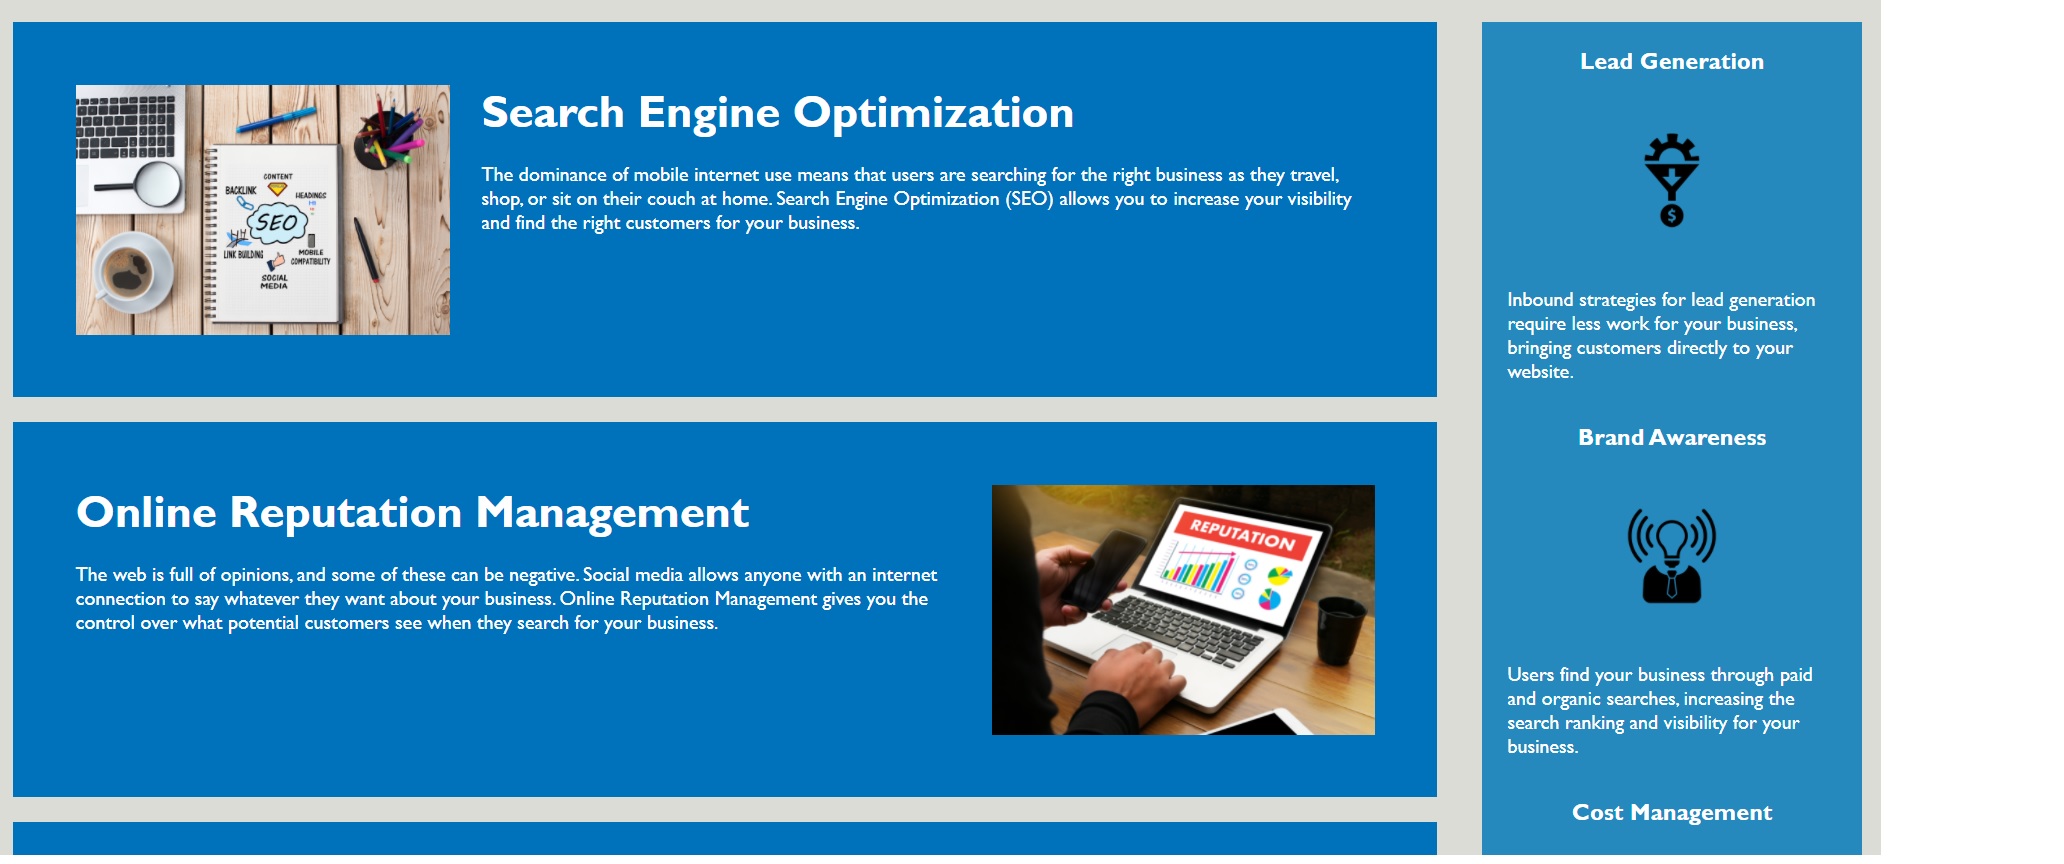 Search Engine Optimization
The dominance of mobile internet use means that users are searching for the right business as they travel,
shop, or sit on their couch at home. Search Engine Optimization (SEO) allows you to increase your visibility
and find the right customers for your business.
CONTENT
BACKLINK
HEADINGS
SEO
LINK BUILDING
MOBILE
COMPATIBILITY
SOCIAL
MEDIA
Online Reputation Management
The web is full of opinions, and some of these can be negative. Social media allows anyone with an internet
connection to say whatever they want about your business. Online Reputation Management gives you the
control over what potential customers see when they search for your business.
REPUTATION
Lead Generation
$
Inbound strategies for lead generation
require less work for your business,
bringing customers directly to your
website.
Brand Awareness
Users find your business through paid
and organic searches, increasing the
search ranking and visibility for your
business.
Cost Management